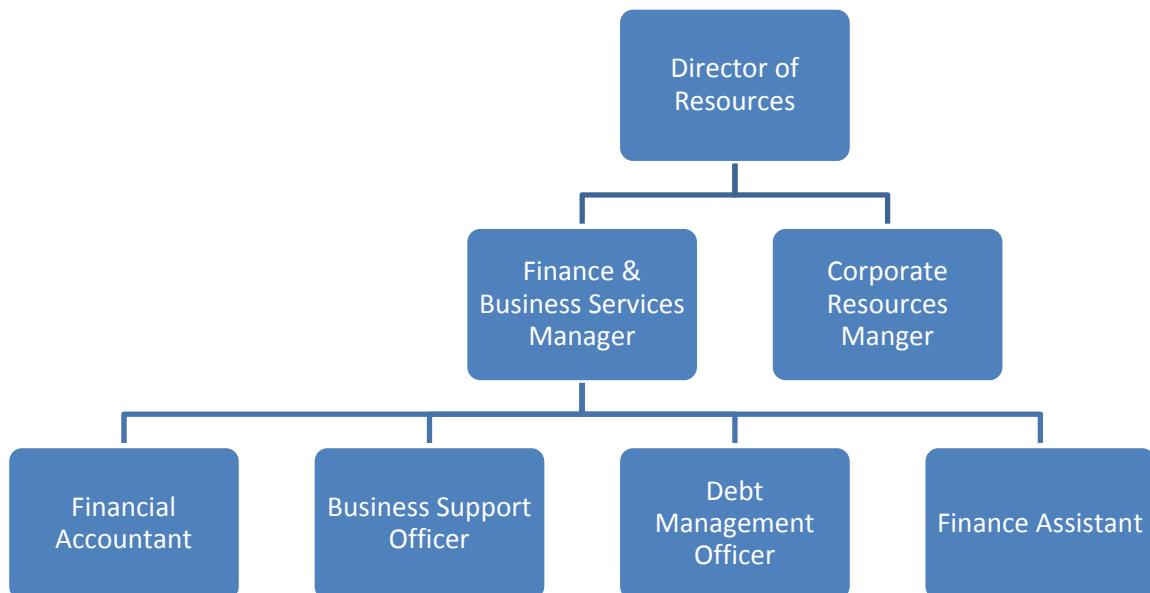 Director of
Resources
Finance &
Business Services
Manager
Corporate
Resources
Manger
Financial
Accountant
Business Support
Officer
Debt
Management
Officer
Finance Assistant